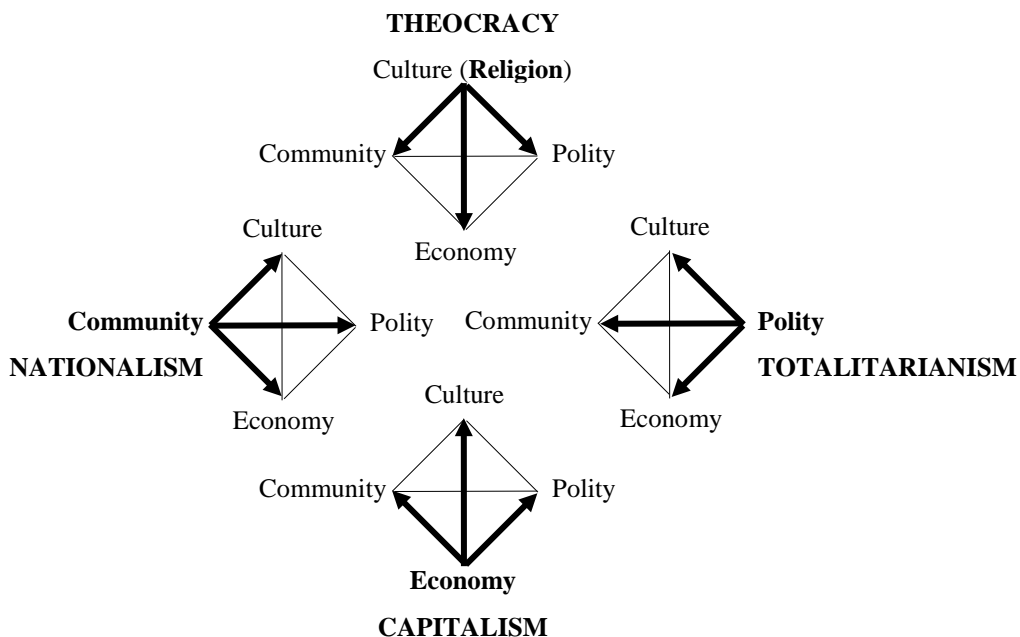 THEOCRACY
Culture (Religion)
Community
Polity
Economy
Culture
Community
Polity
NATIONALISM
Economy
Culture
Community
Polity
TOTALITARIANISM
Economy
Culture
Community
Polity
Economy
CAPITALISM